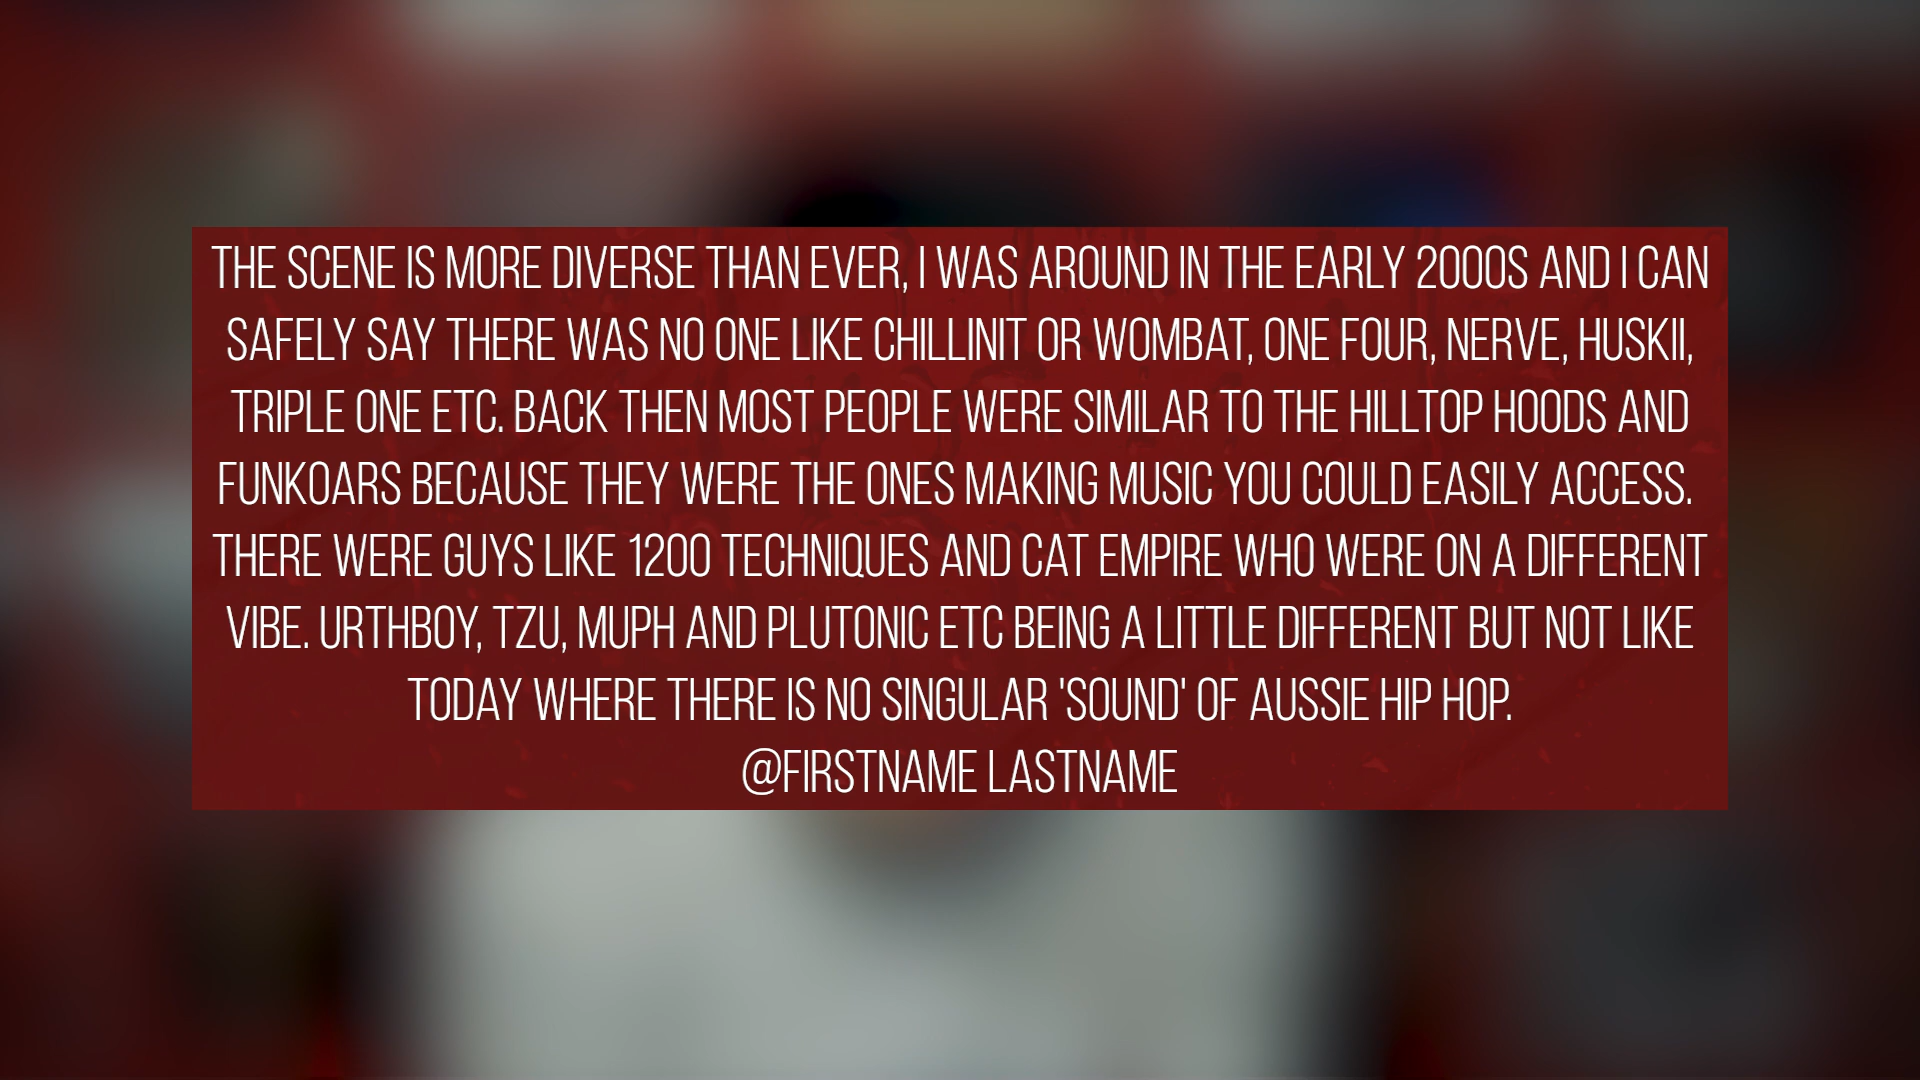 THE SCENE IS MORE DIVERSE THAN EVER, I WAS AROUND IN THE EARLY 2000S AND I CAN
SAFELY SAY THERE WAS NO ONE LIKE CHILLINIT OR WOMBAT, ONE FOUR, NERVE, HUSKII,
TRIPLE ONE ETC. BACK THEN MOST PEOPLE WERE SIMILAR TO THE HILLTOP HOODS AND
FUNKOARS BECAUSE THEY WERE THE ONES MAKING MUSIC YOU COULD EASILY ACCESS.
THERE WERE GUYS LIKE 1200 TECHNIQUES AND CAT EMPIRE WHO WERE ON A DIFFERENT
VIBE. URTHBOY, TZU, MUPH AND PLUTONIC ETC BEING A LITTLE DIFFERENT BUT NOT LIKE
TODAY WHERE THERE IS NO SINGULAR 'SOUND' OF AUSSIE HIP HOP.
@FIRSTNAME LASTNAME